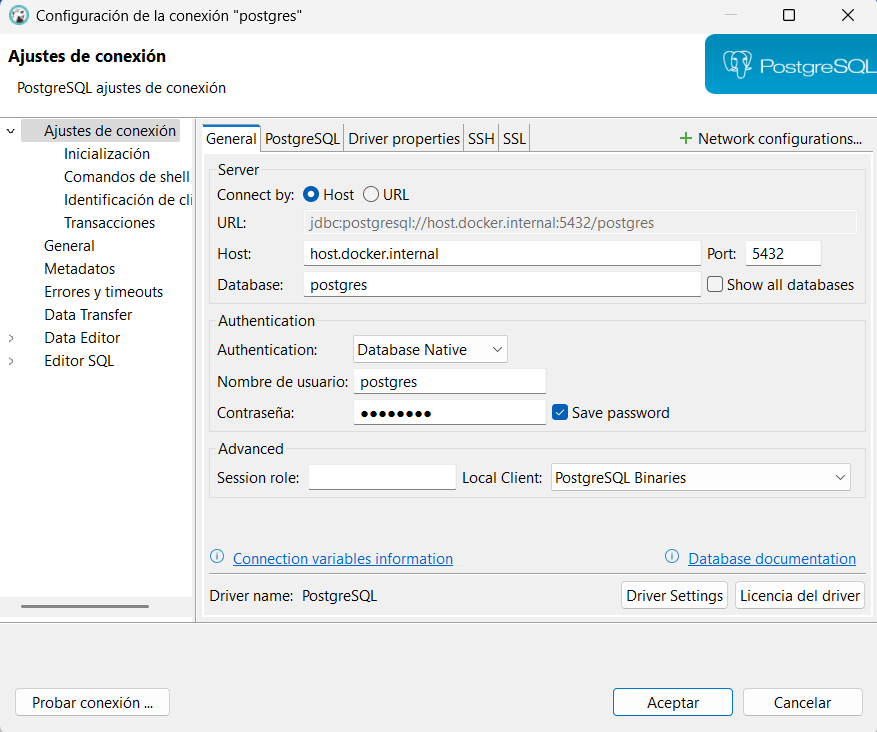 Configuración de la conexión "postgres"
Ajustes de conexión
PostgreSQL ajustes de conexión
PostgreSQL
Ajustes de conexión
Inicialización
Comandos de shell
Identificación de cli
Transacciones
General
Metadatos
Errores y timeouts
Data Transfer
Data Editor
Editor SQL
General PostgreSQL Driver properties SSH SSL + Network configurations...
Server
Connect by: Host URL
URL: jdbc:postgresql://host.docker.internal:5432/postgres
Host: host.docker.internal Port: 5432
Database: postgres Show all databases
Authentication
Authentication: Database Native
Nombre de usuario: postgres
Contraseña: ●●●●●●●● Save password
Advanced
Session role: Local Client: PostgreSQL Binaries
Connection variables information Database documentation
Driver name: PostgreSQL Driver Settings Licencia del driver
Probar conexión ... Aceptar Cancelar